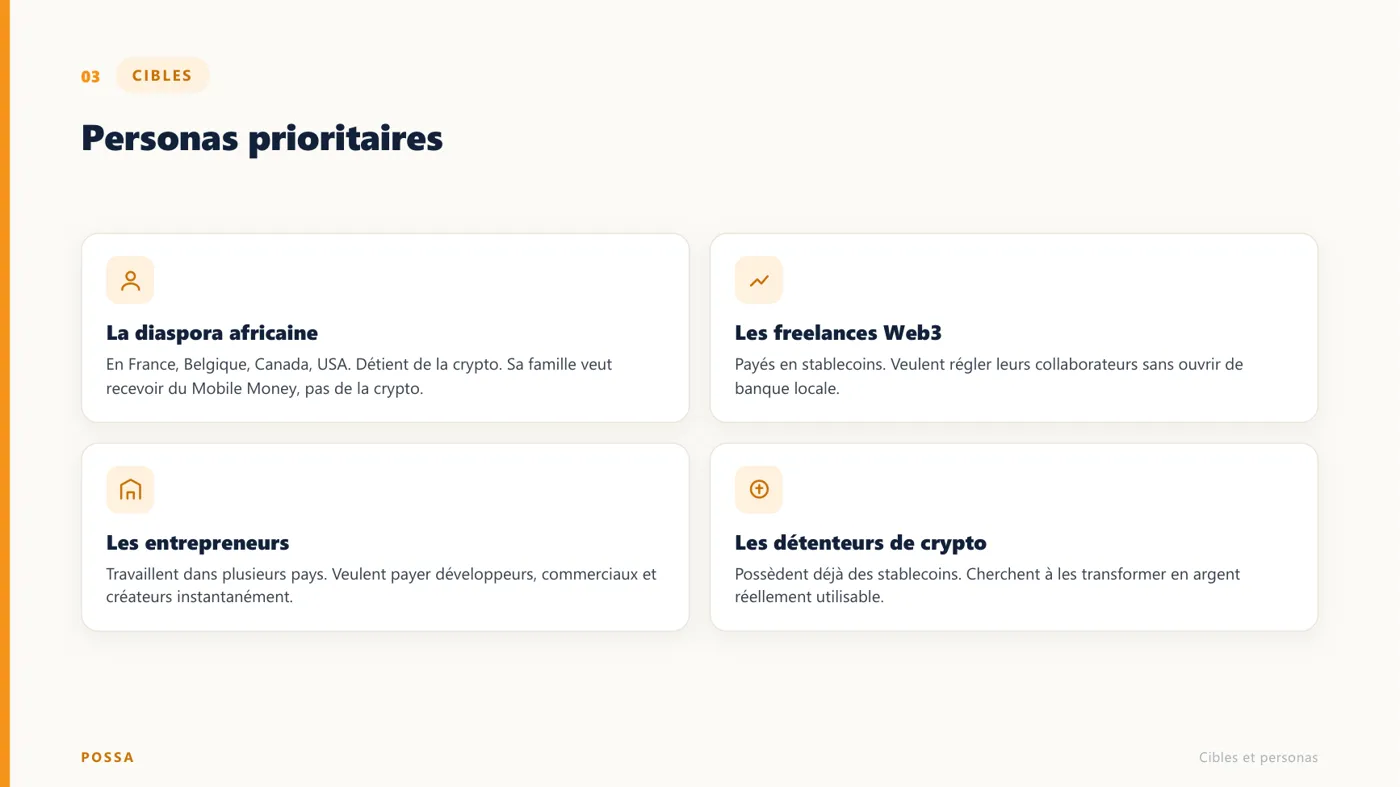 03 CIBLES
Personas prioritaires
La diaspora africaine
En France, Belgique, Canada, USA. Détient de la crypto. Sa famille veut
recevoir du Mobile Money, pas de la crypto.
Les freelances Web3
Payés en stablecoins. Veulent régler leurs collaborateurs sans ouvrir de
banque locale.
Les entrepreneurs
Travaillent dans plusieurs pays. Veulent payer développeurs, commerciaux et
créateurs instantanément.
Les détenteurs de crypto
Possèdent déjà des stablecoins. Cherchent à les transformer en argent
réellement utilisable.
POSSA
Cibles et personas